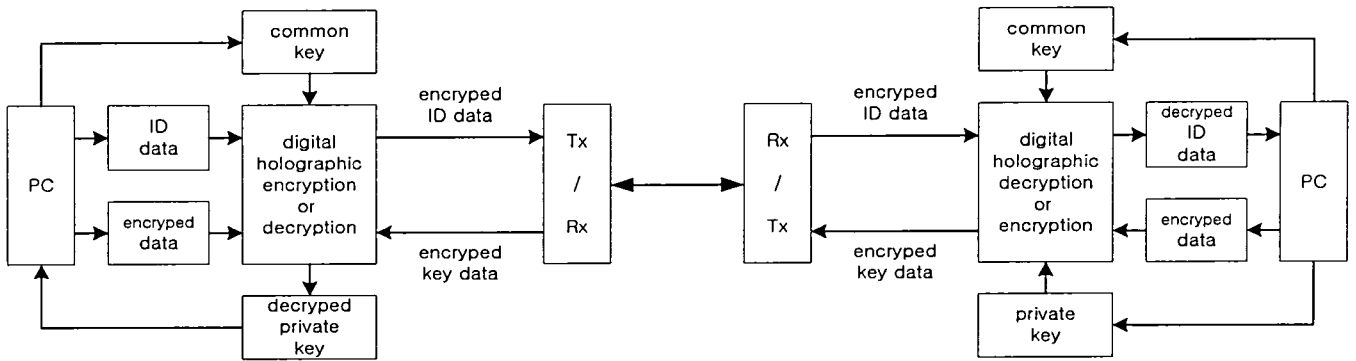 common
key
PC
ID
data
encryped
data
digital
holographic
encryption
or
decryption
decryped
private
key
encryped
ID data
encryped
key data
Tx
/
Rx
Rx
/
Tx
encryped
ID data
encryped
key data
common
key
digital
holographic
decryption
or
encryption
private
key
decryped
ID
data
encryped
data
PC